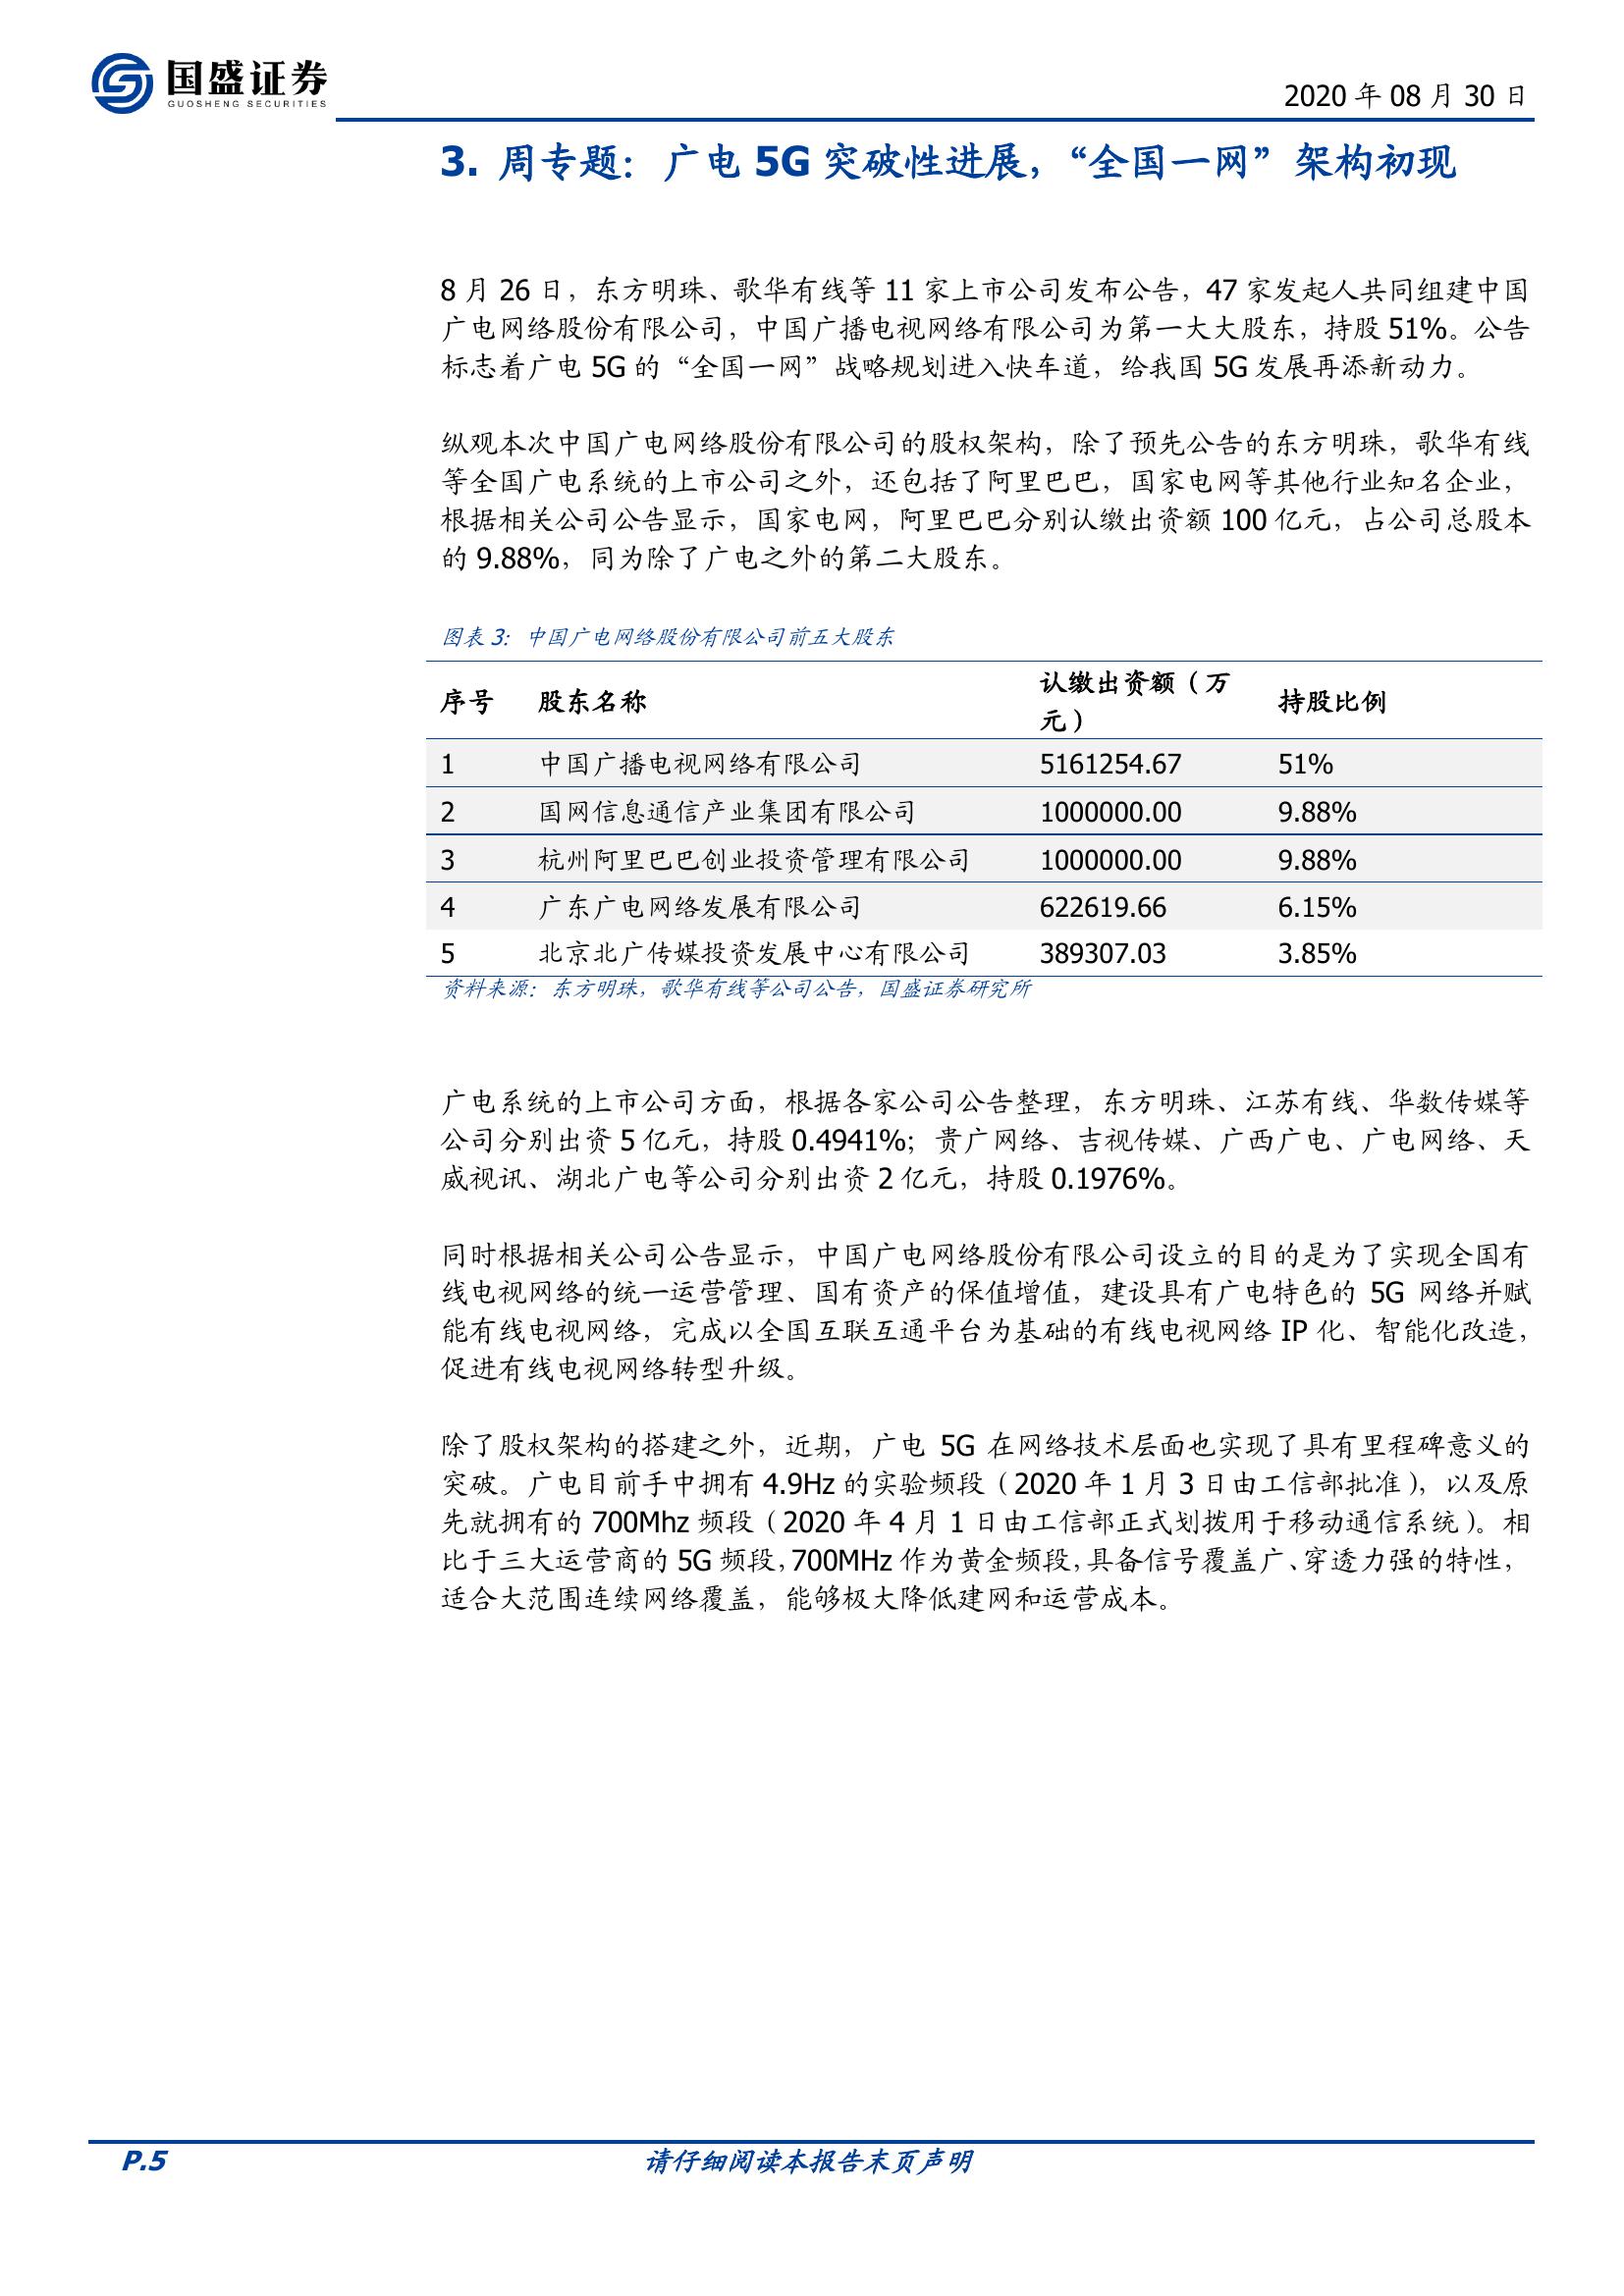 国盛证券
GUOSHENG SECURITIES
2020 年 08 月 30 日
3. 周专题：广电 5G 突破性进展，“全国一网”架构初现
8 月 26 日，东方明珠、歌华有线等 11 家上市公司发布公告，47 家发起人共同组建中国
广电网络股份有限公司，中国广播电视网络有限公司为第一大大股东，持股 51%。公告
标志着广电 5G 的“全国一网”战略规划进入快车道，给我国 5G 发展再添新动力。
纵观本次中国广电网络股份有限公司的股权架构，除了预先公告的东方明珠，歌华有线
等全国广电系统的上市公司之外，还包括了阿里巴巴，国家电网等其他行业知名企业，
根据相关公司公告显示，国家电网，阿里巴巴分别认缴出资额 100 亿元，占公司总股本
的 9.88%，同为除了广电之外的第二大股东。
图表 3：中国广电网络股份有限公司前五大股东
序号 股东名称 认缴出资额（万
元） 持股比例
1 中国广播电视网络有限公司 5161254.67 51%
2 国网信息通信产业集团有限公司 1000000.00 9.88%
3 杭州阿里巴巴创业投资管理有限公司 1000000.00 9.88%
4 广东广电网络发展有限公司 622619.66 6.15%
5 北京北广传媒投资发展中心有限公司 389307.03 3.85%
资料来源：东方明珠，歌华有线等公司公告，国盛证券研究所
广电系统的上市公司方面，根据各家公司公告整理，东方明珠、江苏有线、华数传媒等
公司分别出资 5 亿元，持股 0.4941%；贵广网络、吉视传媒、广西广电、广电网络、天
威视讯、湖北广电等公司分别出资 2 亿元，持股 0.1976%。
同时根据相关公司公告显示，中国广电网络股份有限公司设立的目的是为了实现全国有
线电视网络的统一运营管理、国有资产的保值增值，建设具有广电特色的 5G 网络并赋
能有线电视网络，完成以全国互联互通平台为基础的有线电视网络 IP 化、智能化改造，
促进有线电视网络转型升级。
除了股权架构的搭建之外，近期，广电 5G 在网络技术层面也实现了具有里程碑意义的
突破。广电目前手中拥有 4.9Hz 的实验频段（2020 年 1 月 3 日由工信部批准），以及原
先就拥有的 700Mhz 频段（2020 年 4 月 1 日由工信部正式划拨用于移动通信系统）。相
比于三大运营商的 5G 频段，700MHz 作为黄金频段，具备信号覆盖广、穿透力强的特性，
适合大范围连续网络覆盖，能够极大降低建网和运营成本。
P.5
请仔细阅读本报告末页声明